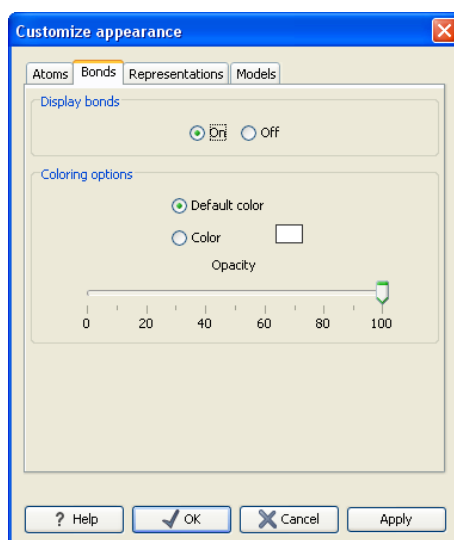 Customize appearance
Atoms Bonds Representations Models
Display bonds
On Off
Coloring options
Default color
Color
Opacity
0 20 40 60 80 100
? Help OK Cancel Apply